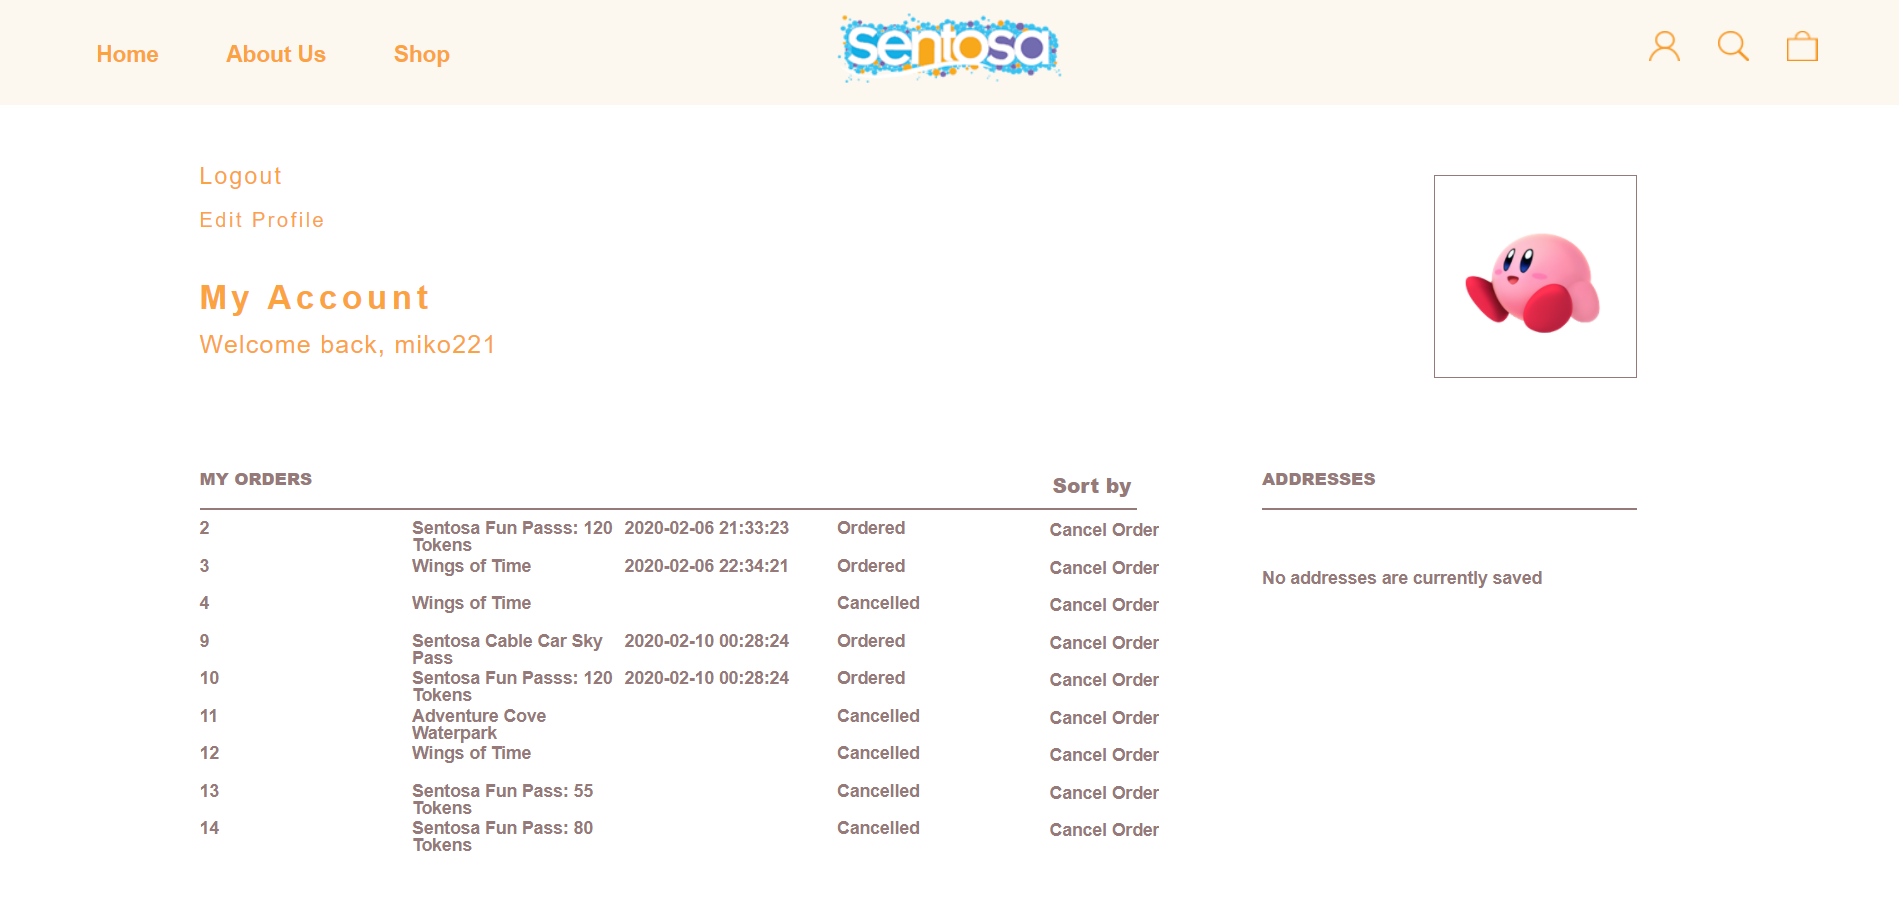 Home About Us Shop
sentosa
Logout
Edit Profile
My Account
Welcome back, miko221
MY ORDERS Sort by
2 Sentosa Fun Passs: 120 2020-02-06 21:33:23 Ordered Cancel Order
Tokens
3 Wings of Time 2020-02-06 22:34:21 Ordered Cancel Order
4 Wings of Time Cancelled Cancel Order
9 Sentosa Cable Car Sky 2020-02-10 00:28:24 Ordered Cancel Order
Pass
10 Sentosa Fun Passs: 120 2020-02-10 00:28:24 Ordered Cancel Order
Tokens
11 Adventure Cove Cancelled Cancel Order
Waterpark
12 Wings of Time Cancelled Cancel Order
13 Sentosa Fun Pass: 55 Cancelled Cancel Order
Tokens
14 Sentosa Fun Pass: 80 Cancelled Cancel Order
Tokens
ADDRESSES
No addresses are currently saved